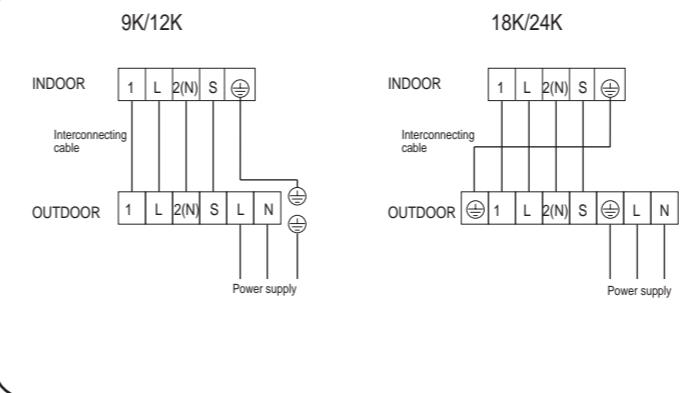 9K/12K
INDOOR
1 L 2(N) S
Interconnecting
cable
OUTDOOR
1 L 2(N) S L N
Power supply
18K/24K
INDOOR
1 L 2(N) S
Interconnecting
cable
OUTDOOR
1 L 2(N) S L N
Power supply